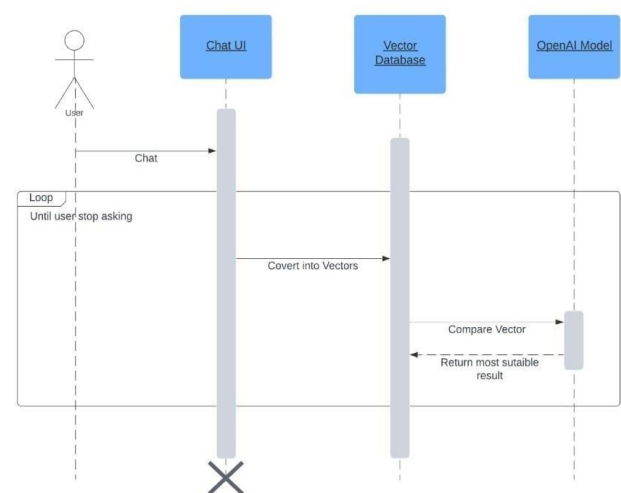 Chat UI
Vector
Database
OpenAI Model
User
Chat
Loop
Until user stop asking
Covert into Vectors
Compare Vector
Return most sutaible
result